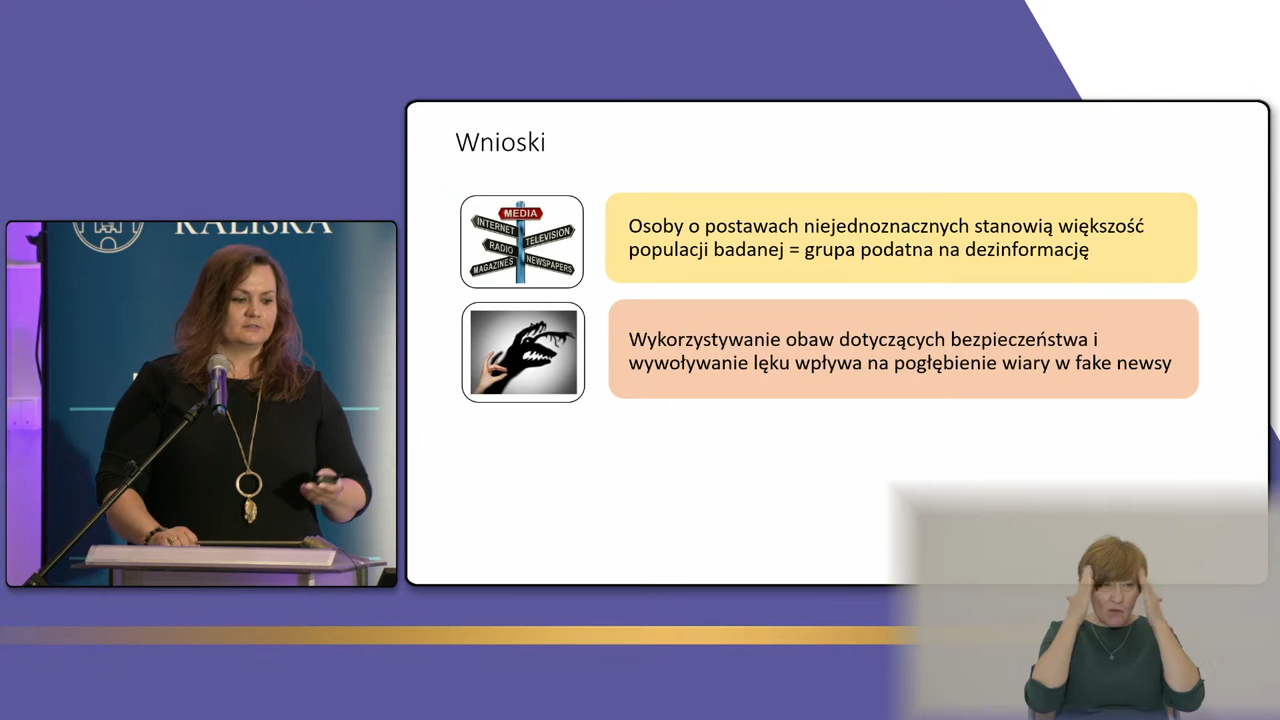 KALISKA
Wnioski
MEDIA
INTERNET
TELEVISION
RADIO
MAGAZINES
NEWSPAPERS
Osoby o postawach niejednoznacznych stanowią większość
populacji badanej = grupa podatna na dezinformację
Wykorzystywanie obaw dotyczących bezpieczeństwa i
wywoływanie lęku wpływa na pogłębienie wiary w fake newsy